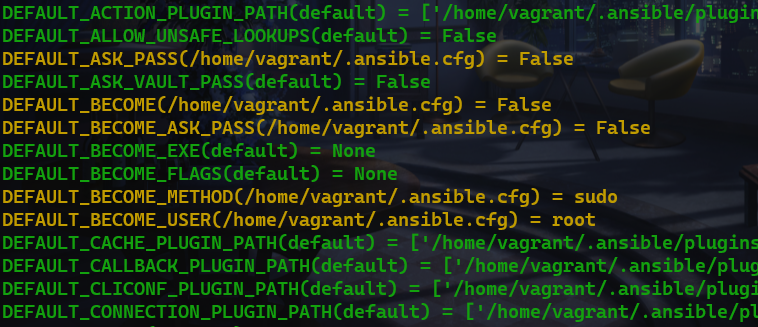 DEFAULT_ACTION_PLUGIN_PATH(default) = ['/home/vagrant/.ansible/plugin
DEFAULT_ALLOW_UNSAFE_LOOKUPS(default) = False
DEFAULT_ASK_PASS(/home/vagrant/.ansible.cfg) = False
DEFAULT_ASK_VAULT_PASS(default) = False
DEFAULT_BECOME(/home/vagrant/.ansible.cfg) = False
DEFAULT_BECOME_ASK_PASS(/home/vagrant/.ansible.cfg) = False
DEFAULT_BECOME_EXE(default) = None
DEFAULT_BECOME_FLAGS(default) = None
DEFAULT_BECOME_METHOD(/home/vagrant/.ansible.cfg) = sudo
DEFAULT_BECOME_USER(/home/vagrant/.ansible.cfg) = root
DEFAULT_CACHE_PLUGIN_PATH(default) = ['/home/vagrant/.ansible/plugins
DEFAULT_CALLBACK_PLUGIN_PATH(default) = ['/home/vagrant/.ansible/plug
DEFAULT_CLICONF_PLUGIN_PATH(default) = ['/home/vagrant/.ansible/plugi
DEFAULT_CONNECTION_PLUGIN_PATH(default) = ['/home/vagrant/.ansible/pl